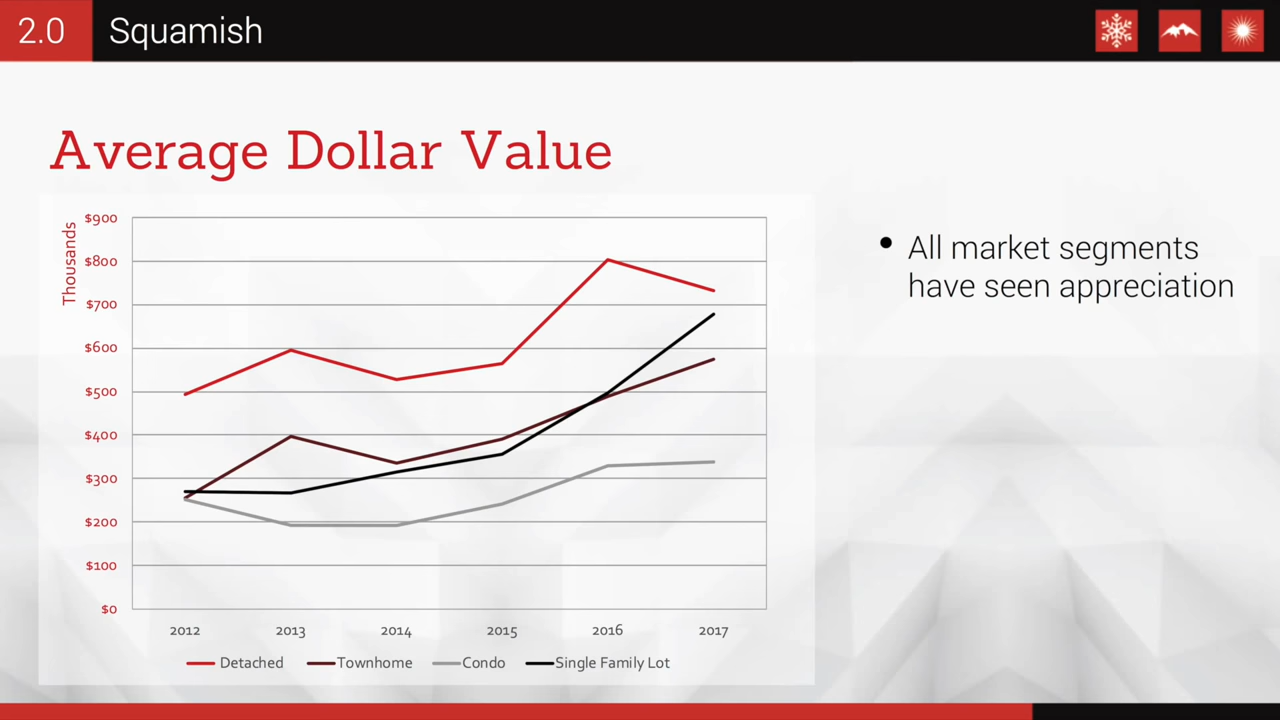 2.0 Squamish
Average Dollar Value
Thousands
$900
$800
$700
$600
$500
$400
$300
$200
$100
$0
2012 2013 2014 2015 2016 2017
Detached Townhome Condo Single Family Lot
• All market segments
have seen appreciation